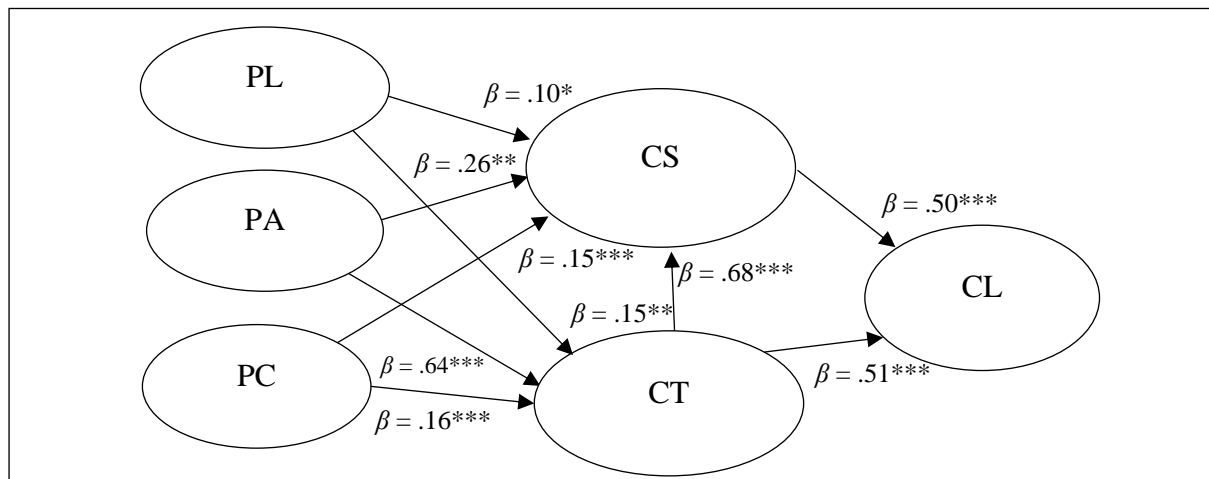 PL
β = .10*
CS
β = .26**
β = .50***
PA
β = .15***
β = .68***
CL
β = .15**
β = .64***
PC
β = .51***
CT
β = .16***